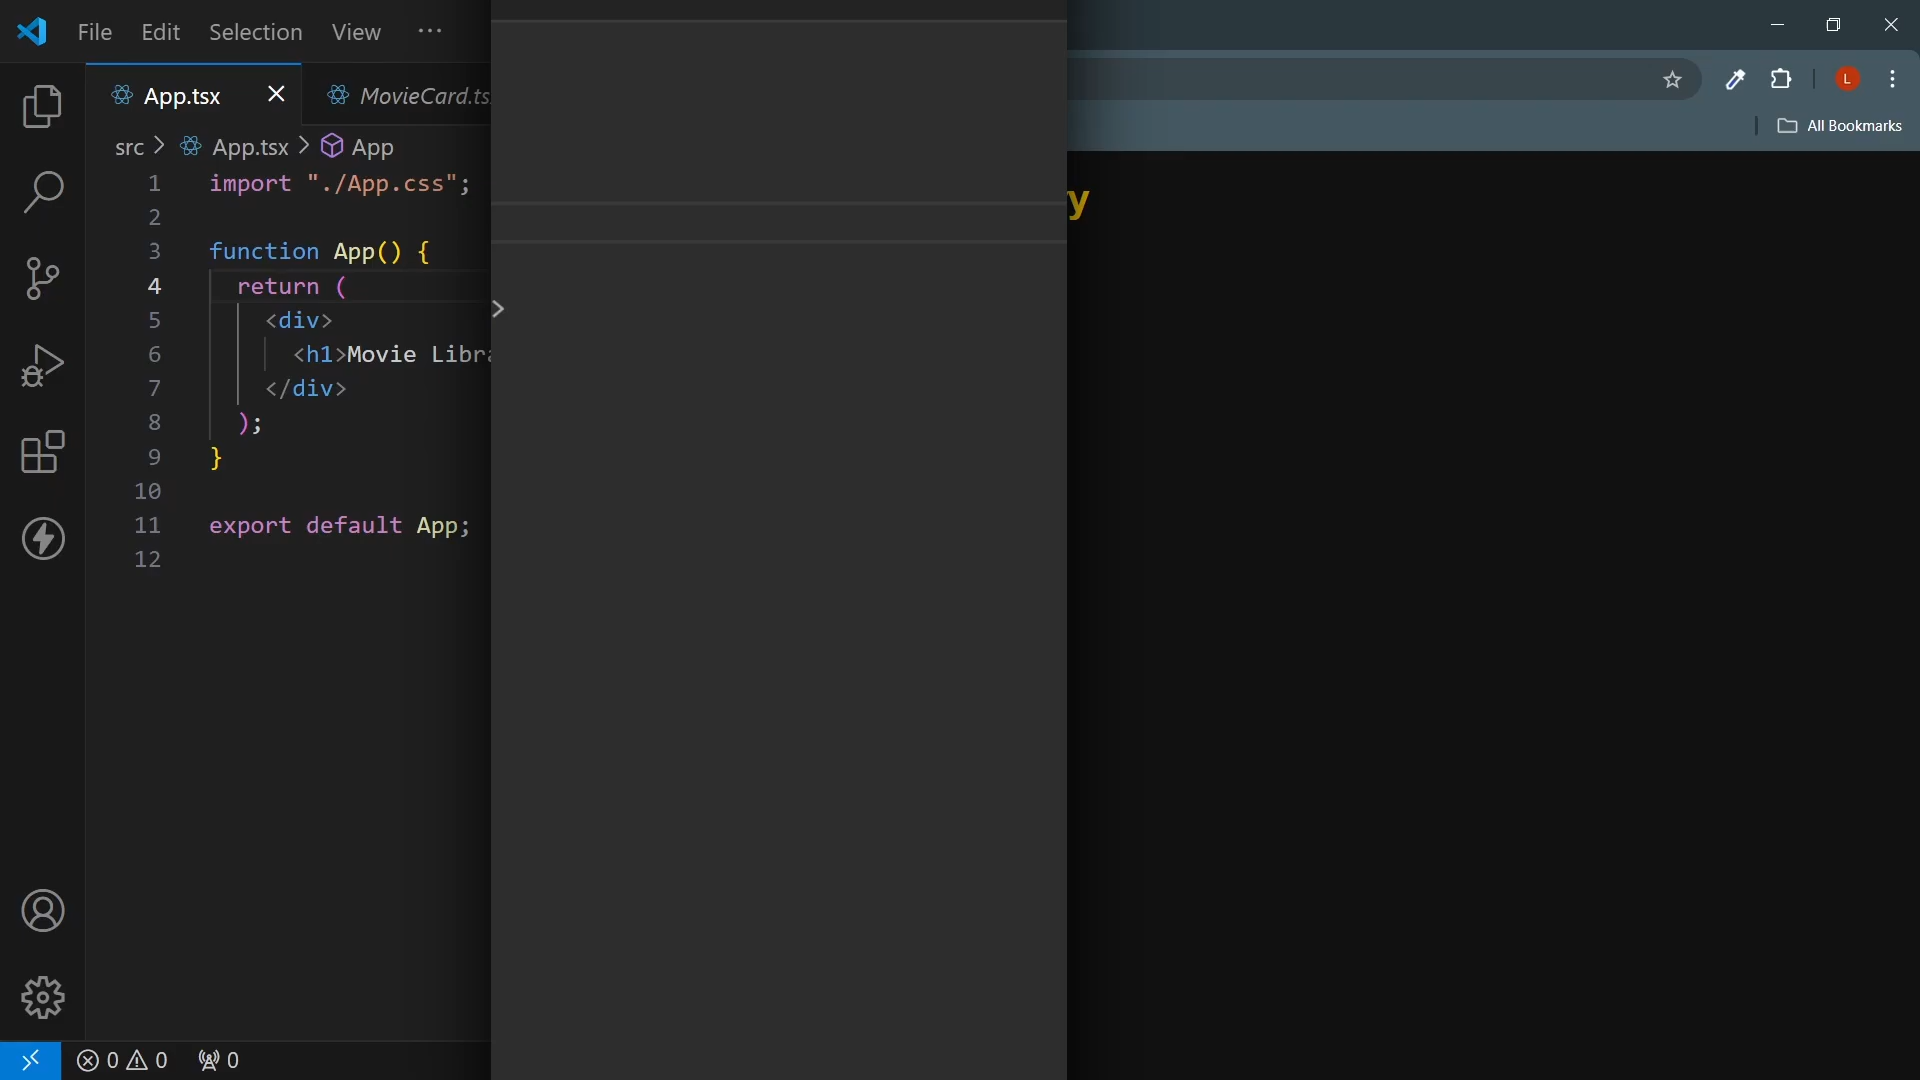 File Edit Selection View ...
App.tsx MovieCard.ts
src > App.tsx > App
1 import "./App.css";
2
3 function App() {
4 return (
5 <div>
6 <h1>Movie Libra
7 </div>
8 );
9 }
10
11 export default App;
12
0 0 0
L
All Bookmarks
y